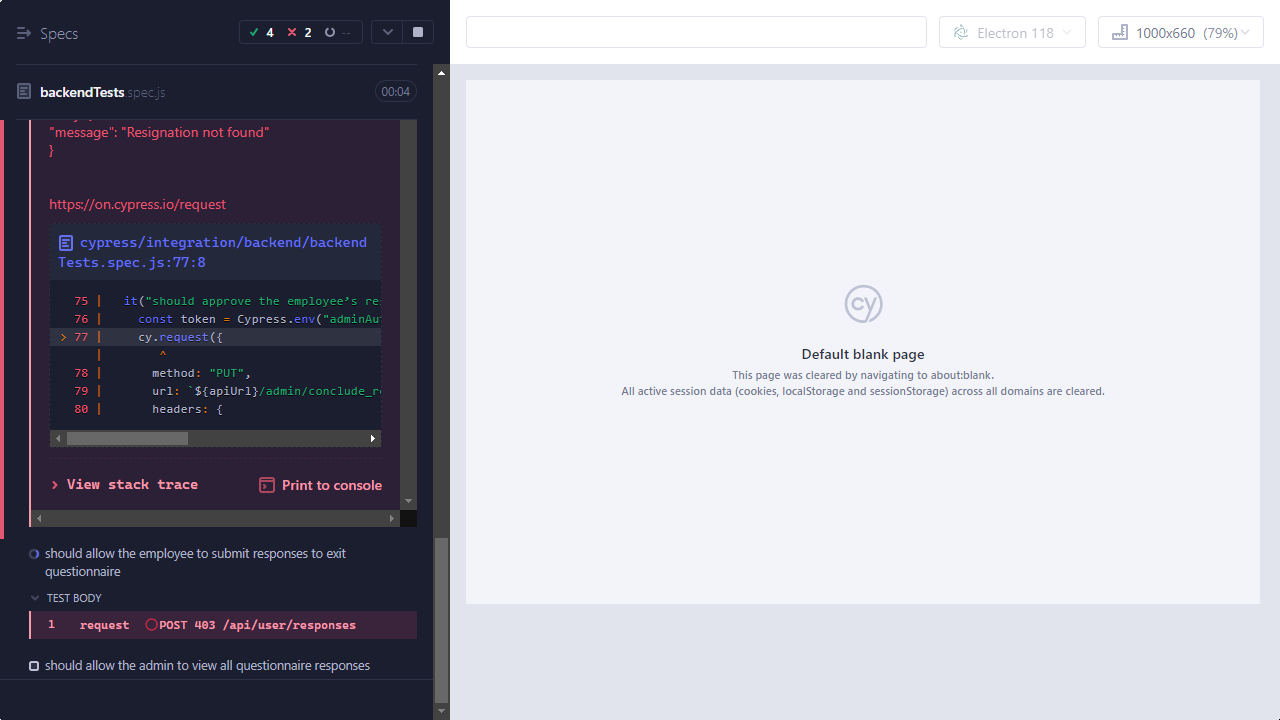 Specs
4 2 --
Electron 118
1000x660 (79%)
backendTests spec.js
00:04
"message": "Resignation not found"
}
https://on.cypress.io/request
cypress/integration/backend/backend
Tests.spec.js:77:8
75 | it("should approve the employee's res
76 | const token = Cypress.env("adminAu
> 77 | cy.request({
| ^
78 | method: "PUT",
79 | url: `${apiUrl}/admin/conclude_re
80 | headers: {
> View stack trace
Print to console
should allow the employee to submit responses to exit
questionnaire
TEST BODY
1 request POST 403 /api/user/responses
should allow the admin to view all questionnaire responses
cy
Default blank page
This page was cleared by navigating to about:blank.
All active session data (cookies, localStorage and sessionStorage) across all domains are cleared.